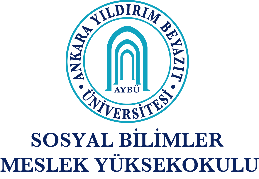 ANKARA YILDIRIM BEYAZIT
ÜNİVERSİTESİ
AYBÜ
SOSYAL BİLİMLER
MESLEK YÜKSEKOKULU